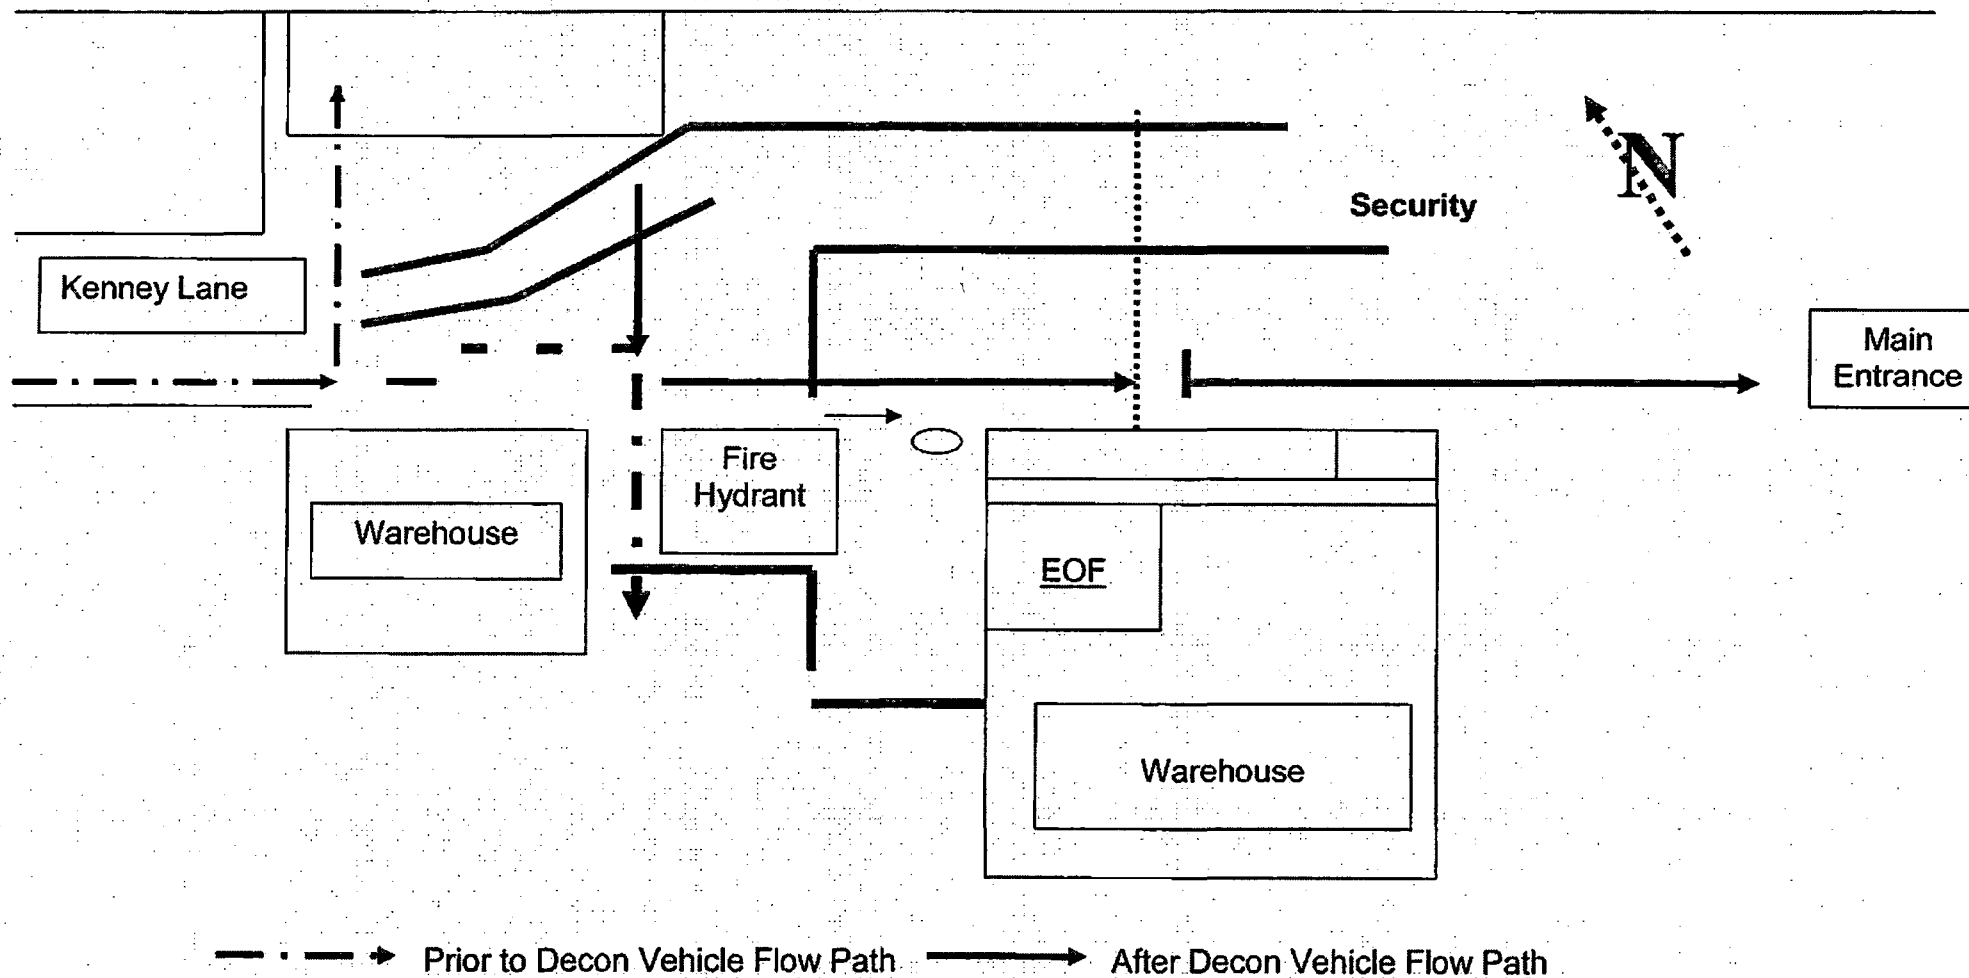 N
Security
Kenney Lane
Main
Entrance
Fire
Hydrant
Warehouse
EOF
Warehouse
Prior to Decon Vehicle Flow Path
After Decon Vehicle Flow Path